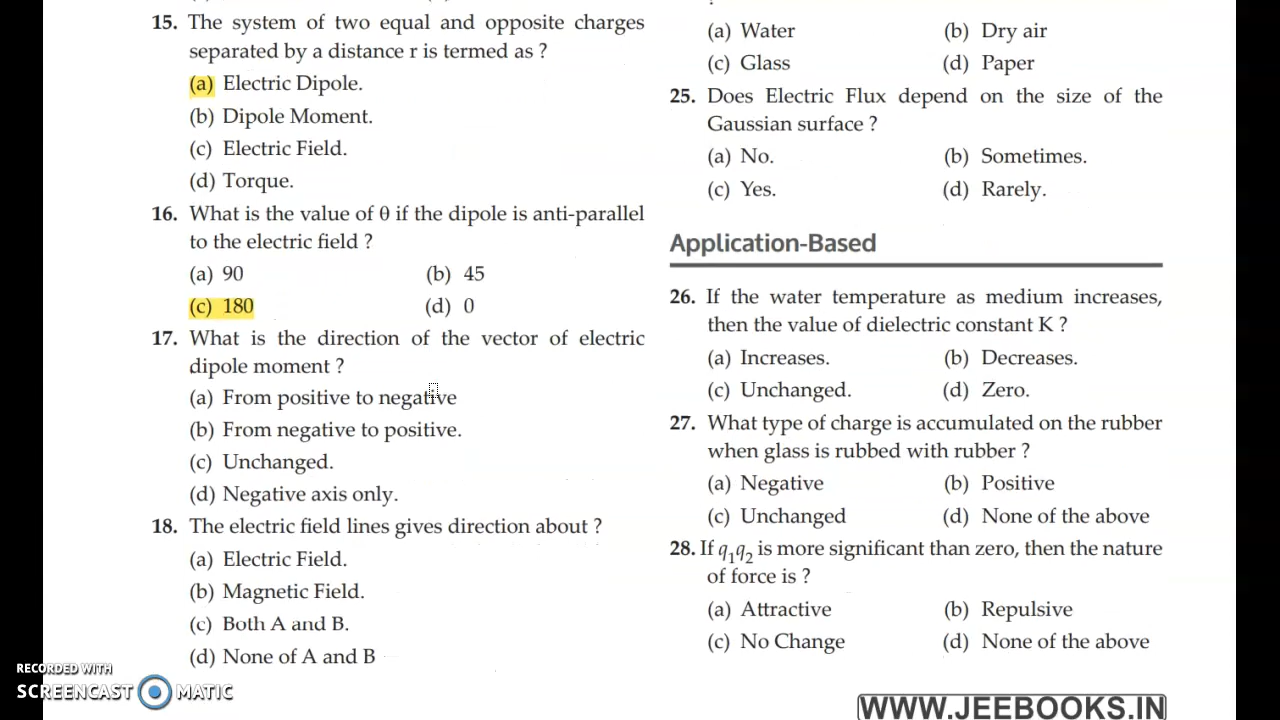 15. The system of two equal and opposite charges
separated by a distance r is termed as ?
(a) Electric Dipole.
(b) Dipole Moment.
(c) Electric Field.
(d) Torque.
16. What is the value of θ if the dipole is anti-parallel
to the electric field ?
(a) 90 (b) 45
(c) 180 (d) 0
17. What is the direction of the vector of electric
dipole moment ?
(a) From positive to negative
(b) From negative to positive.
(c) Unchanged.
(d) Negative axis only.
18. The electric field lines gives direction about ?
(a) Electric Field.
(b) Magnetic Field.
(c) Both A and B.
(d) None of A and B
?
(a) Water (b) Dry air
(c) Glass (d) Paper
25. Does Electric Flux depend on the size of the
Gaussian surface ?
(a) No. (b) Sometimes.
(c) Yes. (d) Rarely.
Application-Based
26. If the water temperature as medium increases,
then the value of dielectric constant K ?
(a) Increases. (b) Decreases.
(c) Unchanged. (d) Zero.
27. What type of charge is accumulated on the rubber
when glass is rubbed with rubber ?
(a) Negative (b) Positive
(c) Unchanged (d) None of the above
28. If q₁q₂ is more significant than zero, then the nature
of force is ?
(a) Attractive (b) Repulsive
(c) No Change (d) None of the above
RECORDED WITH
SCREENCAST MATIC
WWW.JEEBOOKS.IN